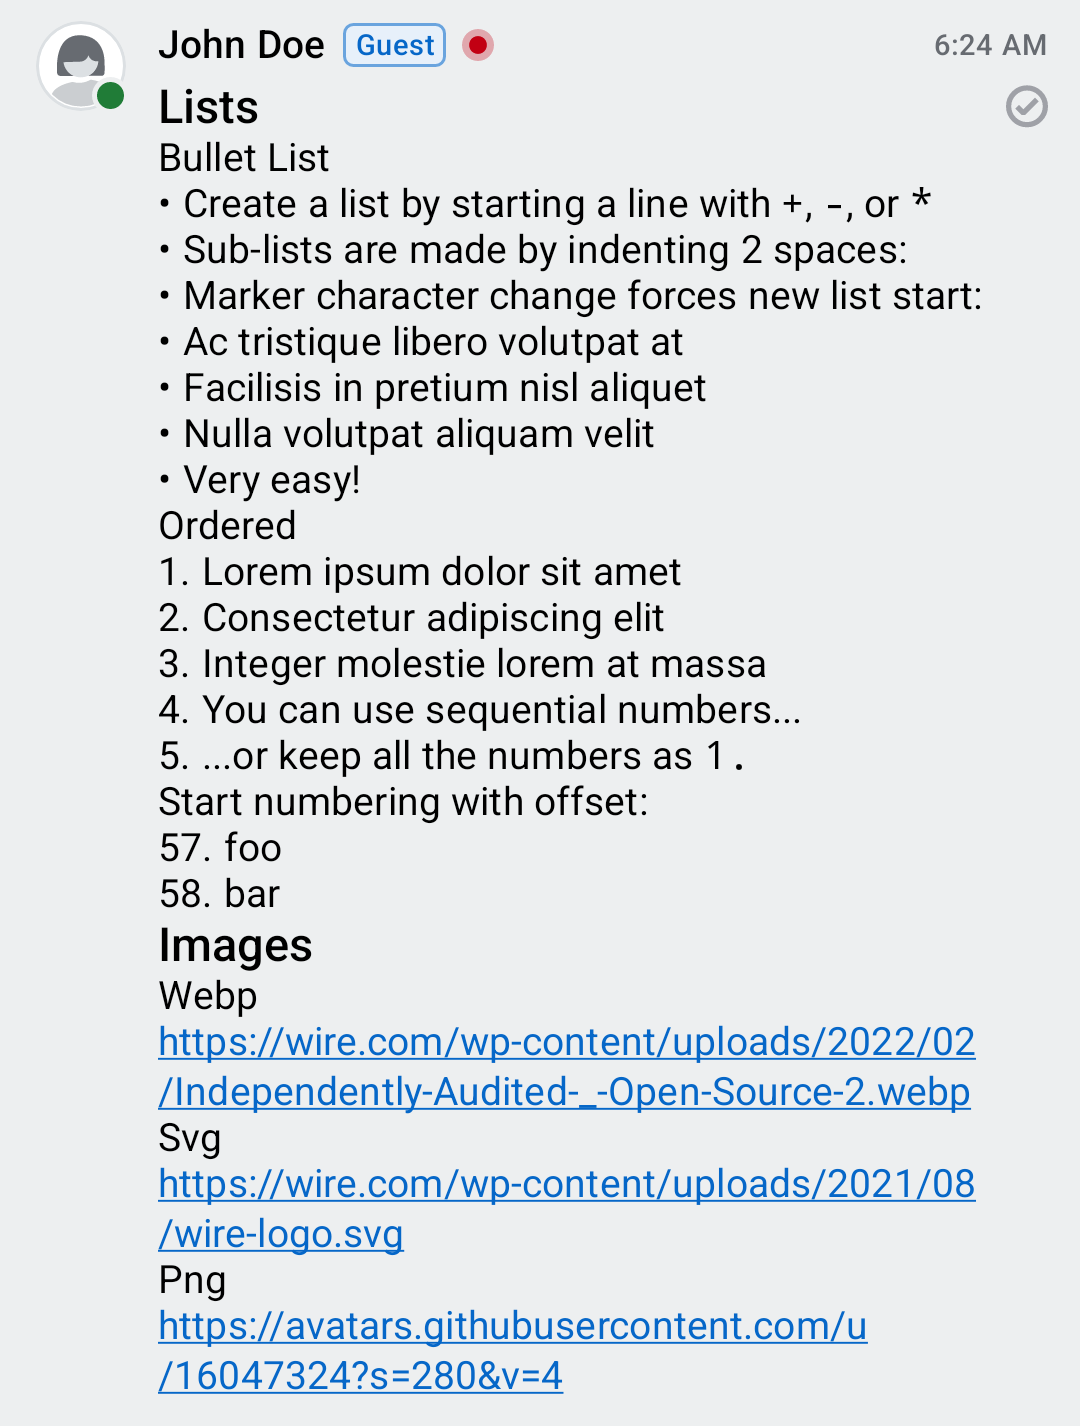 John Doe Guest 6:24 AM
Lists
Bullet List
• Create a list by starting a line with +, -, or *
• Sub-lists are made by indenting 2 spaces:
• Marker character change forces new list start:
• Ac tristique libero volutpat at
• Facilisis in pretium nisl aliquet
• Nulla volutpat aliquam velit
• Very easy!
Ordered
1. Lorem ipsum dolor sit amet
2. Consectetur adipiscing elit
3. Integer molestie lorem at massa
4. You can use sequential numbers...
5. ...or keep all the numbers as 1.
Start numbering with offset:
57. foo
58. bar
Images
Webp
https://wire.com/wp-content/uploads/2022/02
/Independently-Audited-_-Open-Source-2.webp
Svg
https://wire.com/wp-content/uploads/2021/08
/wire-logo.svg
Png
https://avatars.githubusercontent.com/u
/16047324?s=280&v=4